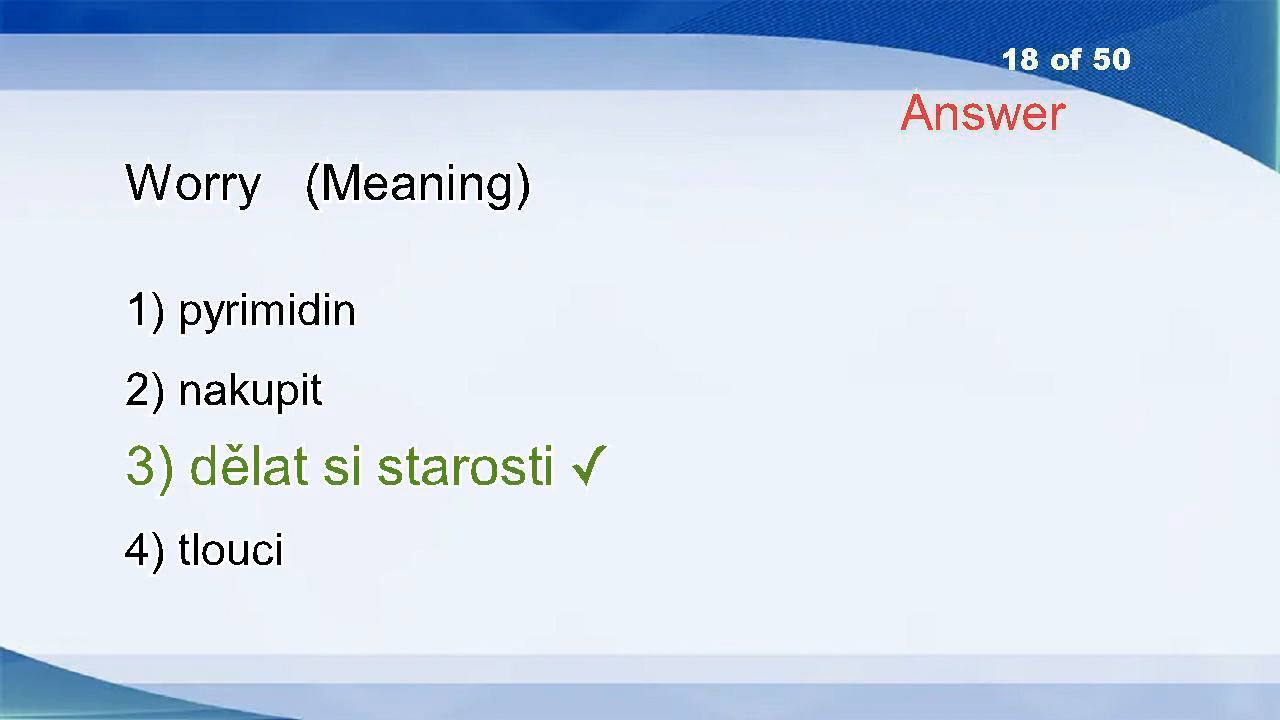 18 of 50
Answer
Worry (Meaning)
1) pyrimidin
2) nakupit
3) dělat si starosti ✓
4) tlouci